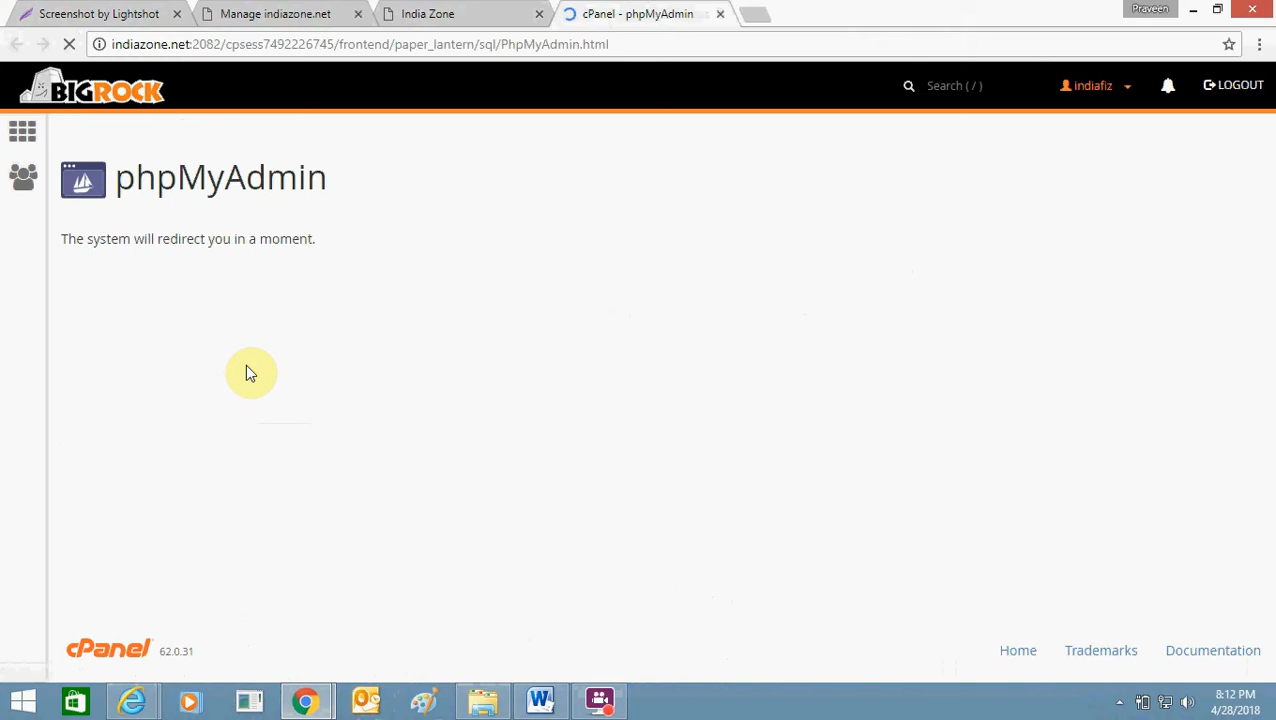 Screenshot by Lightshot
Manage indiazone.net
India Zone
cPanel - phpMyAdmin
Praveen
indiazone.net:2082/cpsess7492226745/frontend/paper_lantern/sql/PhpMyAdmin.html
BIGROCK
Search ( / )
indiafiz
LOGOUT
phpMyAdmin
The system will redirect you in a moment.
cPanel 62.0.31
Home
Trademarks
Documentation
8:12 PM
4/28/2018